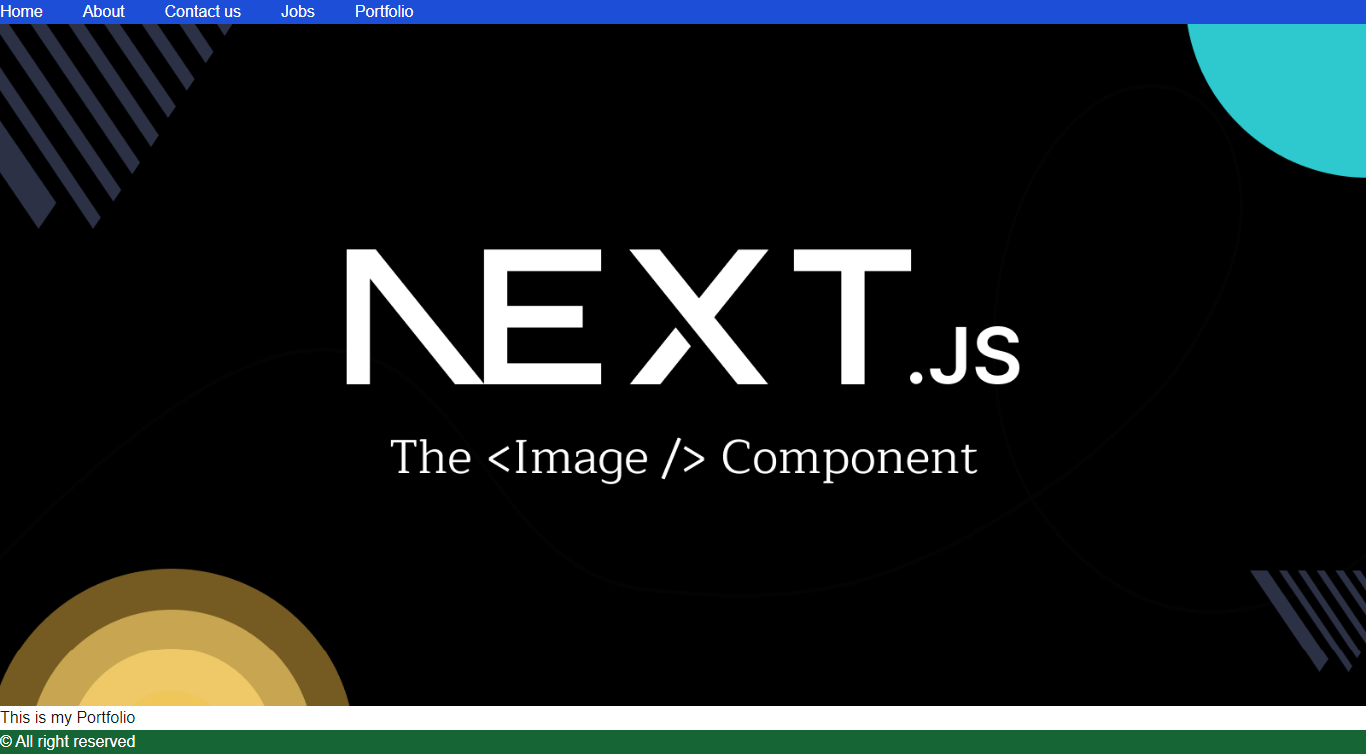 Home About Contact us Jobs Portfolio
NEXT.JS
The <Image /> Component
This is my Portfolio
© All right reserved